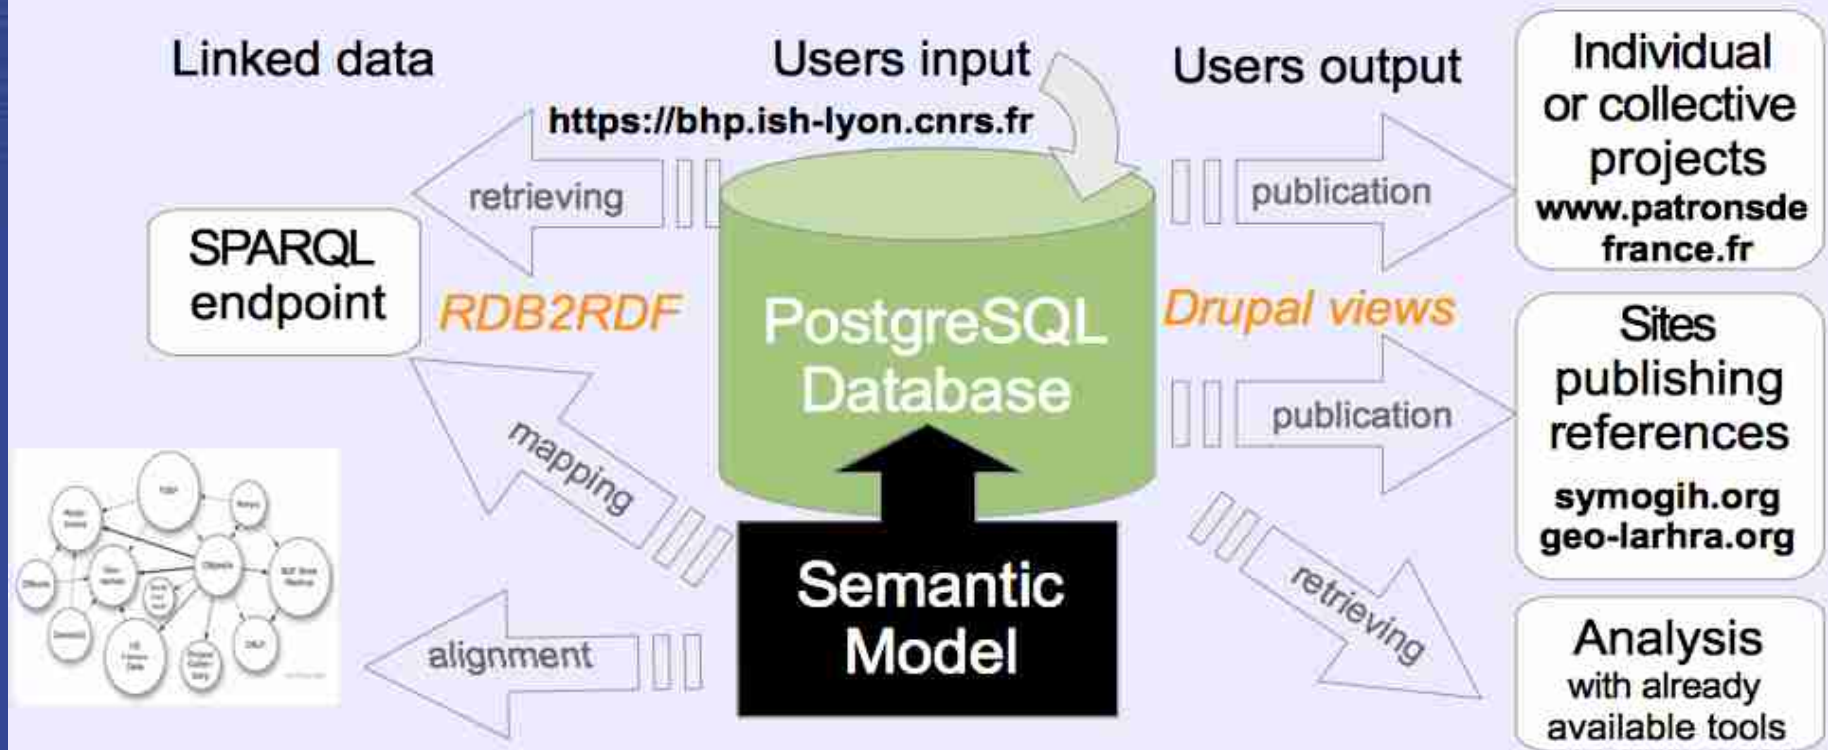 Linked data
Users input
Users output
https://bhp.ish-lyon.cnrs.fr
retrieving
SPARQL
endpoint
RDB2RDF
mapping
alignment
PostgreSQL
Database
Semantic
Model
publication
Drupal views
publication
retrieving
Individual
or collective
projects
www.patronsde
france.fr
Sites
publishing
references
symogih.org
geo-larhra.org
Analysis
with already
available tools